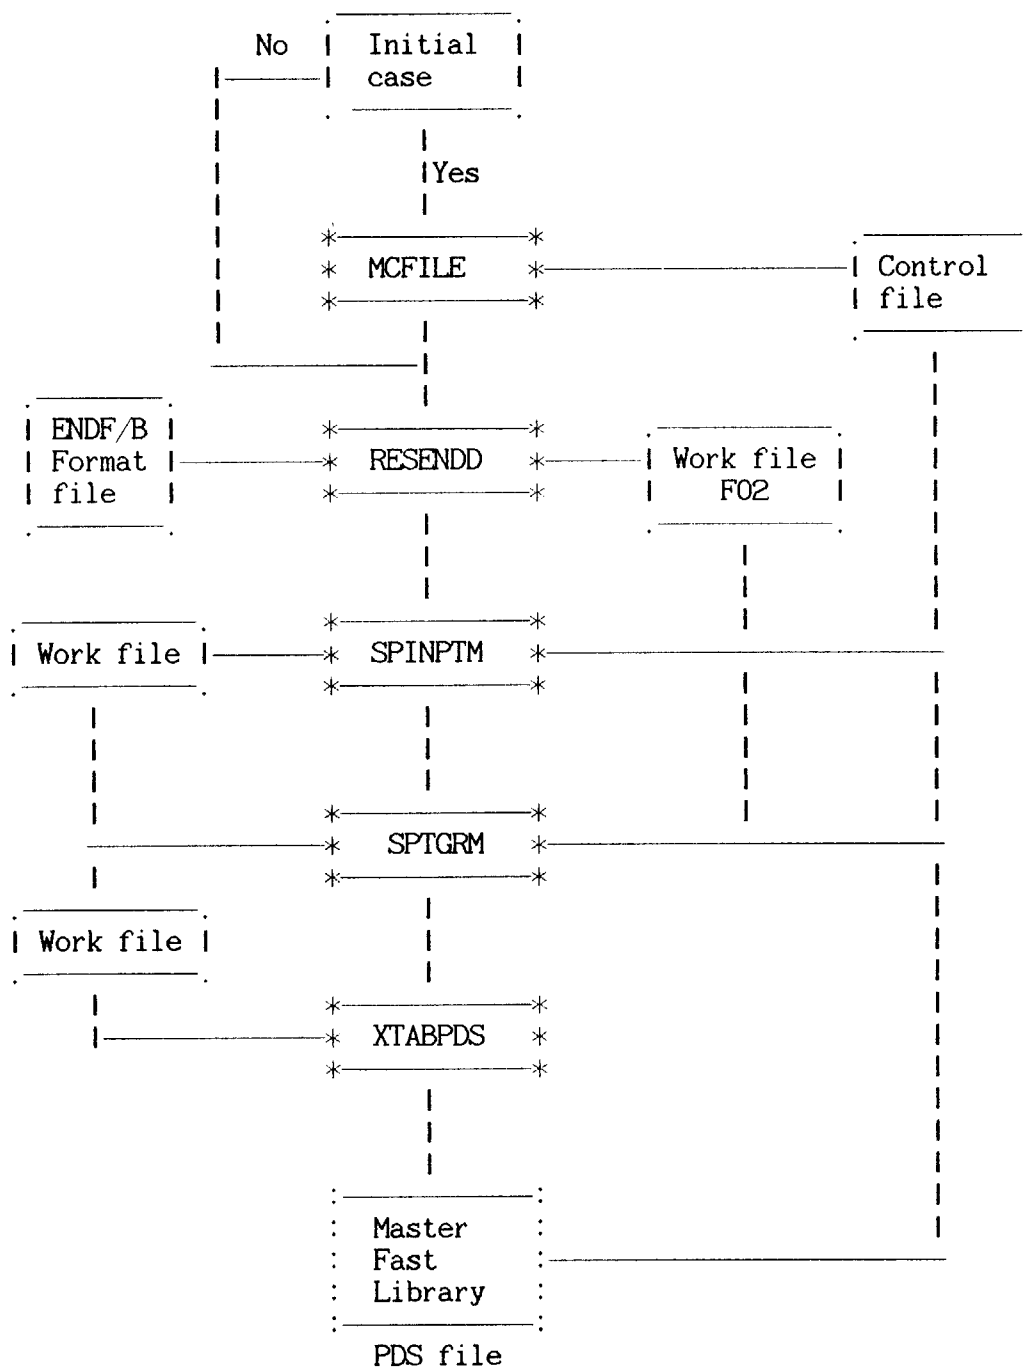 No
Initial
case
Yes
MCFILE
Control
file
ENDF/B
Format
file
RESENDD
Work file
F02
Work file
SPINPTM
SPTGRM
Work file
XTABPDS
Master
Fast
Library
PDS file